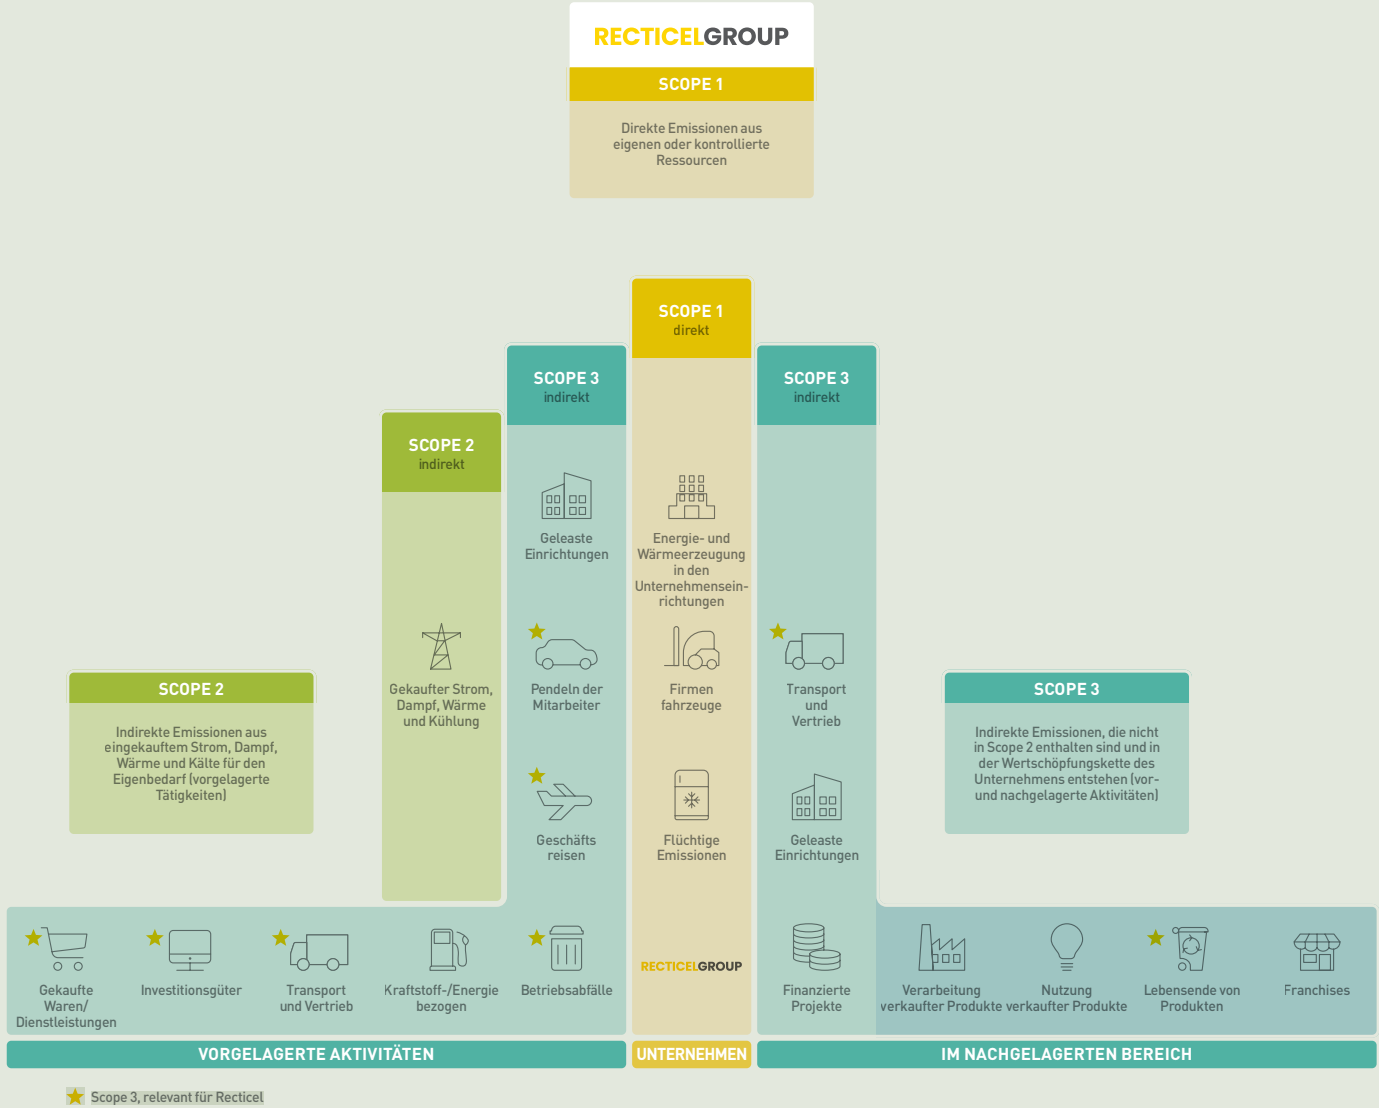 RECTICELGROUP
SCOPE 1
Direkte Emissionen aus
eigenen oder kontrollierte
Ressourcen
SCOPE 1
direkt
SCOPE 3
indirekt
SCOPE 3
indirekt
SCOPE 2
indirekt
Geleaste
Einrichtungen
Energie- und
Wärmeerzeugung
in den
Unternehmensein-
richtungen
Gekaufter Strom,
Dampf, Wärme
und Kühlung
Pendeln der
Mitarbeiter
Firmen
fahrzeuge
Transport
und
Vertrieb
SCOPE 2
Indirekte Emissionen aus
eingekauftem Strom, Dampf,
Wärme und Kälte für den
Eigenbedarf (vorgelagerte
Tätigkeiten)
SCOPE 3
Indirekte Emissionen, die nicht
in Scope 2 enthalten sind und in
der Wertschöpfungskette des
Unternehmens entstehen (vor-
und nachgelagerte Aktivitäten)
Geschäfts
reisen
Flüchtige
Emissionen
Geleaste
Einrichtungen
Gekaufte
Waren/
Dienstleistungen
Investitionsgüter
Transport
und Vertrieb
Kraftstoff-/Energie
bezogen
Betriebsabfälle
RECTICELGROUP
Finanzierte
Projekte
Verarbeitung
verkaufter Produkte
Nutzung
verkaufter Produkte
Lebensende von
Produkten
Franchises
VORGELAGERTE AKTIVITÄTEN
UNTERNEHMEN
IM NACHGELAGERTEN BEREICH
Scope 3, relevant für Recticel